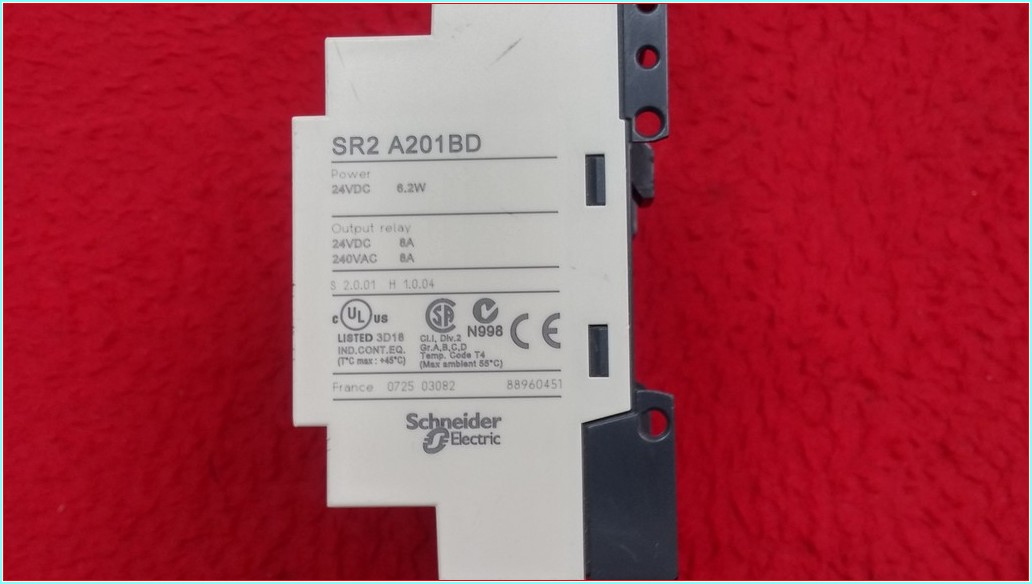 SR2 A201BD
Power
24VDC 6.2W
Output relay
24VDC 8A
240VAC 8A
S 2.0.01 H 1.0.04
C UL US
LISTED 3D18
IND.CONT.EQ.
(T°C max : +45°C)
SA
CL.I, Div.2
Gr.A,B,C,D
Temp. Code T4
(Max ambient 55°C)
N998
CE
France 0725 03082 88960451
Schneider
Electric